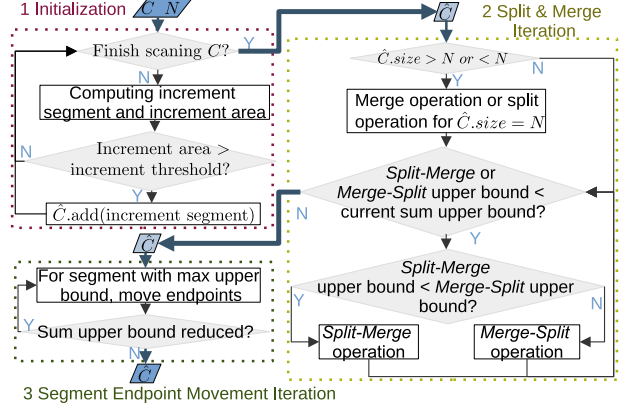 1 Initialization
C N
Finish scaning C?
Y
N
Computing increment
segment and increment area
Increment area >
increment threshold?
N
Y
Ĉ.add(increment segment)
Ĉ
2 Split & Merge
Iteration
Ĉ.size > N or < N
N
Y
Merge operation or split
operation for Ĉ.size = N
Split-Merge or
Merge-Split upper bound <
current sum upper bound?
N
Y
Split-Merge
upper bound < Merge-Split upper
bound?
Y
N
Split-Merge
operation
Merge-Split
operation
Ĉ
For segment with max upper
bound, move endpoints
Y
Sum upper bound reduced?
N
Ĉ
3 Segment Endpoint Movement Iteration